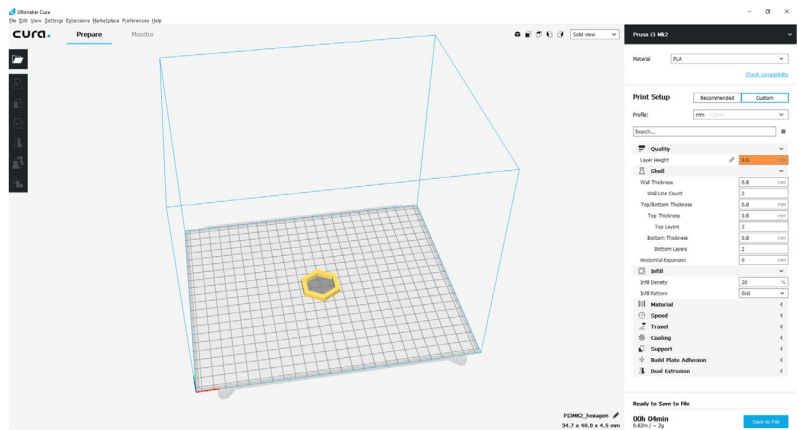 Ultimaker Cura
File Edit View Settings Extensions Marketplace Preferences Help
cura.
Prepare
Monitor
Solid view
Prusa i3 Mk2
Material
PLA
Check compatibility
Print Setup
Recommended
Custom
Profile:
mm
Search...
Quality
Layer Height
0.6 mm
Shell
Wall Thickness
0.8 mm
Wall Line Count
2
Top/Bottom Thickness
0.8 mm
Top Thickness
0.8 mm
Top Layers
2
Bottom Thickness
0.8 mm
Bottom Layers
2
Horizontal Expansion
0 mm
Infill
Infill Density
20 %
Infill Pattern
Grid
Material
Speed
Travel
Cooling
Support
Build Plate Adhesion
Dual Extrusion
Ready to Save to File
PI3MK2_hexagon
34.7 x 40.0 x 4.5 mm
00h 04min
0.62m / ~ 2g
Save to File